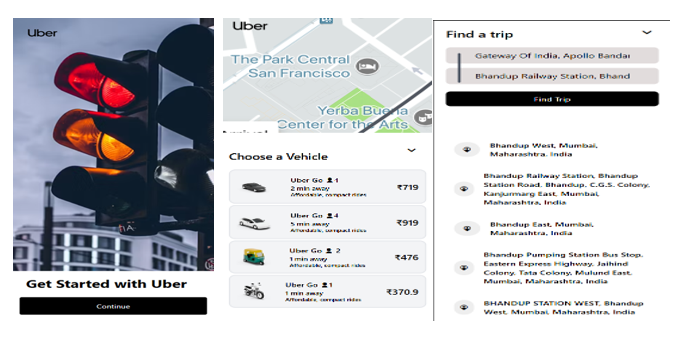 Uber
Get Started with Uber
Continue
Uber
The Park Central
San Francisco
Yerba Buena
Center for the Arts
Choose a Vehicle
Uber Go 1
2 min away
Affordable, compact rides
₹719
Uber Go 4
5 min away
Affordable, compact rides
₹919
Uber Go 2
4 min away
Affordable, compact rides
₹476
Uber Go 1
1 min away
Affordable, compact rides
₹370.9
Find a trip
Gateway Of India, Apollo Bandar
Bhandup Railway Station, Bhand
Find Trip
Bhandup West, Mumbai,
Maharashtra, India
Bhandup Railway Station, Bhandup
Station Road, Bhandup, C.G.S. Colony,
Kanjurmarg East, Mumbai,
Maharashtra, India
Bhandup East, Mumbai,
Maharashtra, India
Bhandup Pumping Station Bus Stop,
Eastern Express Highway, Jaihind
Colony, Tata Colony, Mulund East,
Mumbai, Maharashtra, India
BHANDUP STATION WEST, Bhandup
West, Mumbai, Maharashtra, India